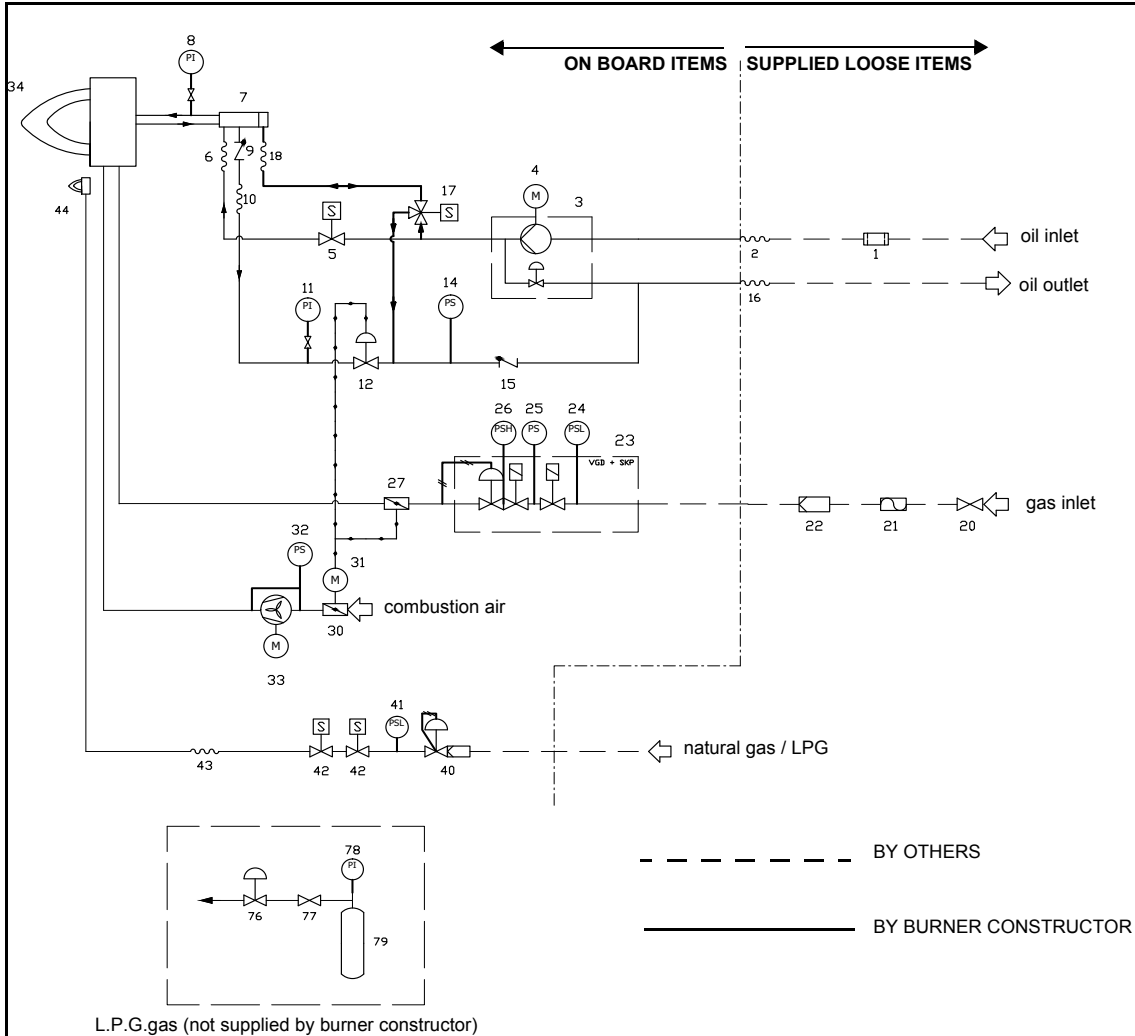 ON BOARD ITEMS
SUPPLIED LOOSE ITEMS
8
PI
34
7
4
M
3
17
S
6
9
18
10
44
S
5
2
1
oil inlet
16
oil outlet
11
PI
14
PS
12
15
26
PSH
25
PS
24
PSL
23
VGD + SKP
27
22
21
20
gas inlet
32
PS
31
M
30
combustion air
M
33
41
PSL
S
S
43
42
42
40
natural gas / LPG
78
PI
76
77
79
L.P.G.gas (not supplied by burner constructor)
BY OTHERS
BY BURNER CONSTRUCTOR